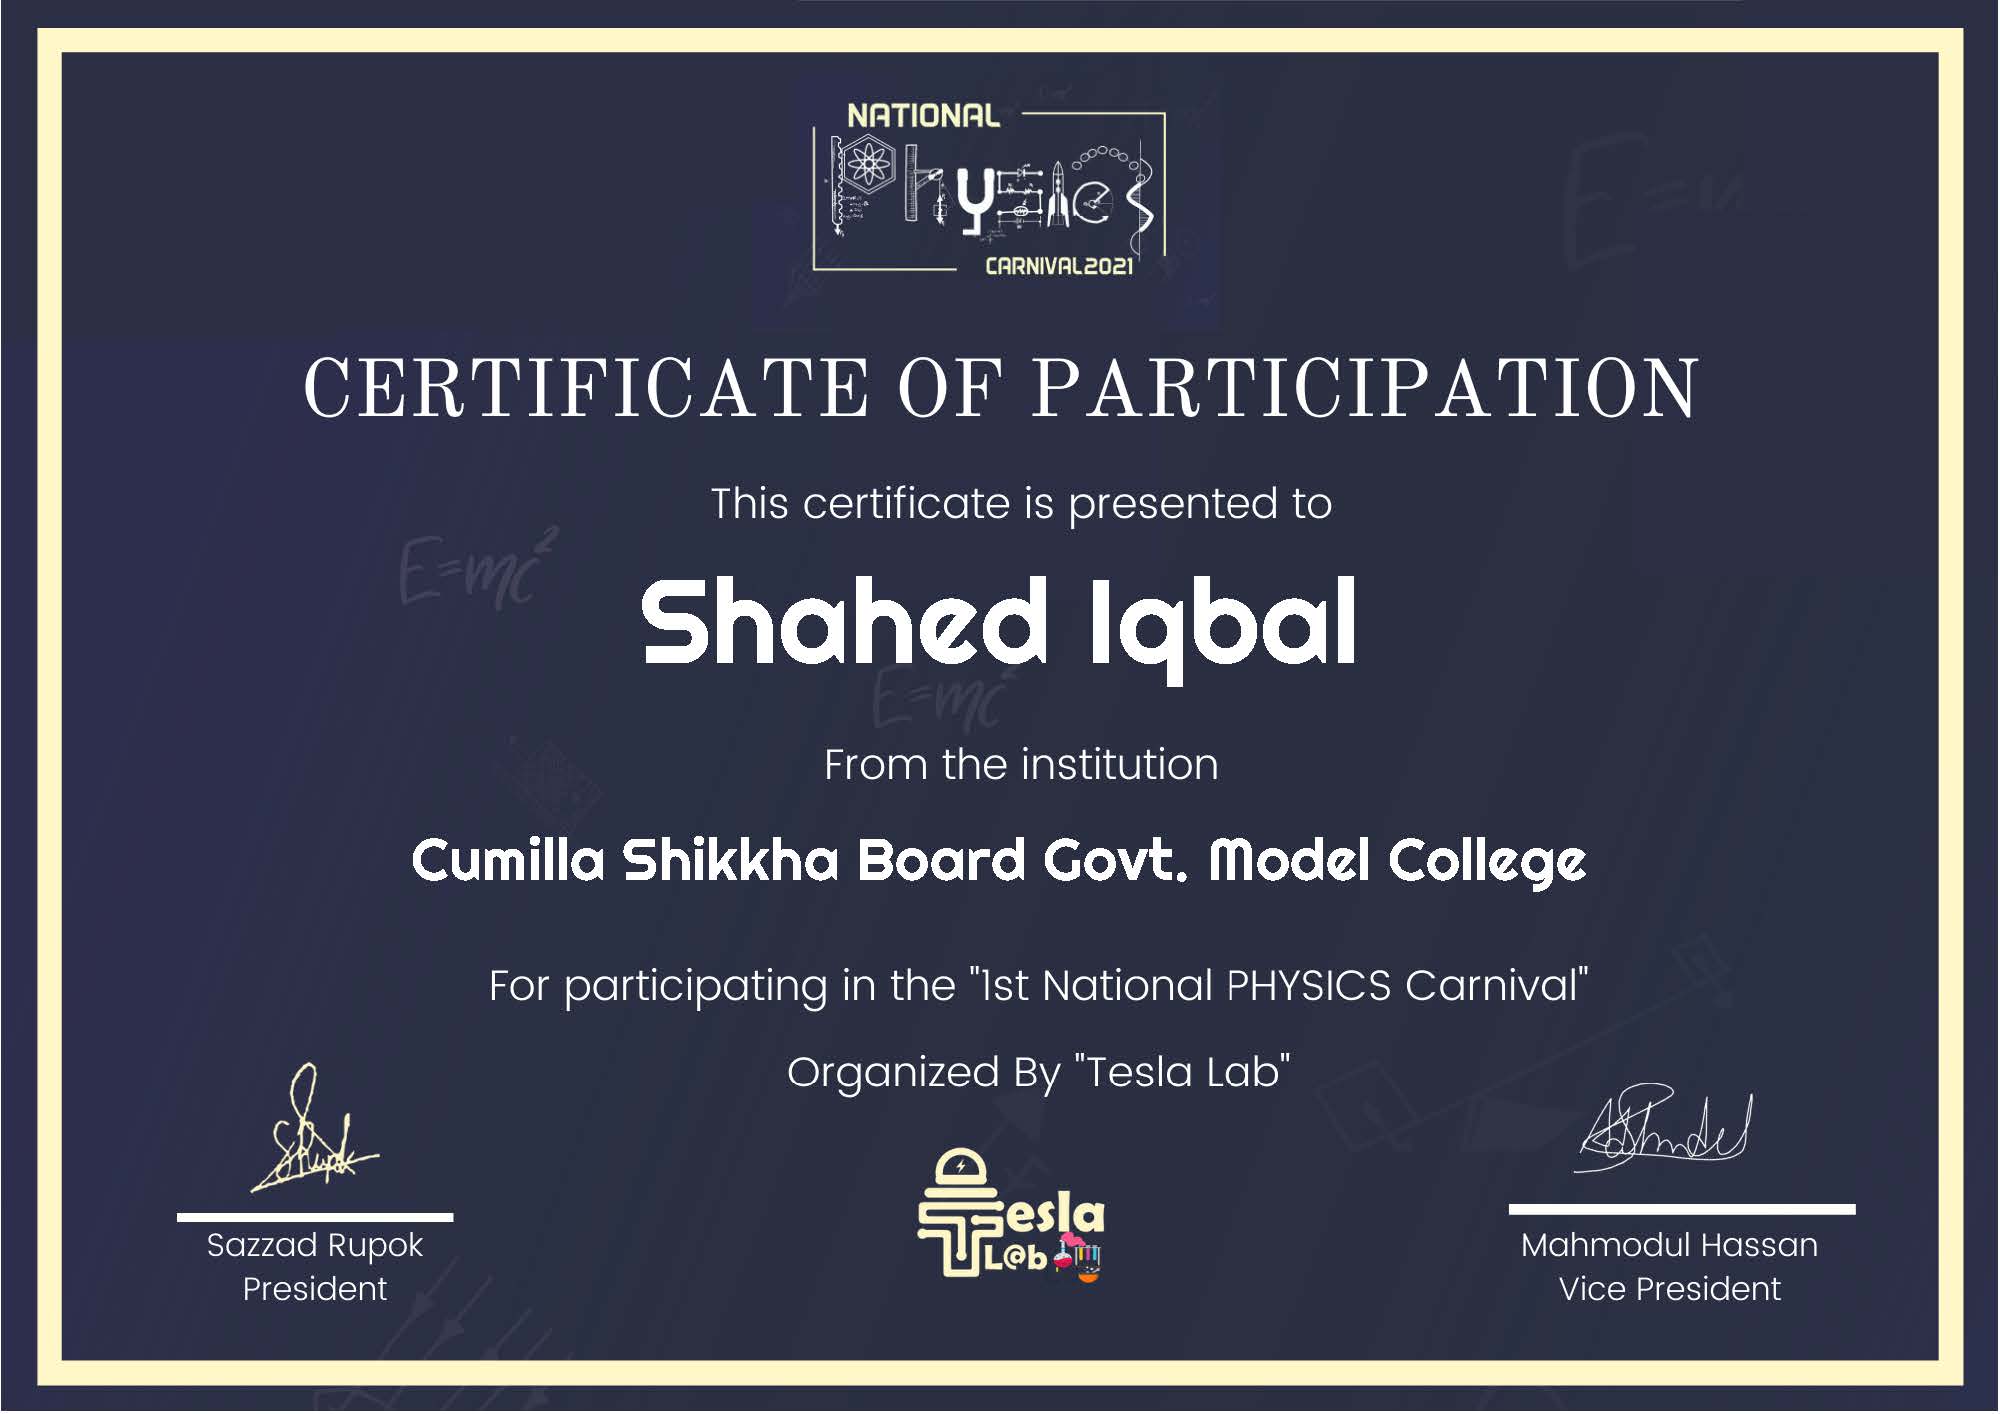 NATIONAL
Physics
CARNIVAL2021
CERTIFICATE OF PARTICIPATION
This certificate is presented to
Shahed Iqbal
E=mc²
E=mc²
From the institution
Cumilla Shikkha Board Govt. Model College
For participating in the "1st National PHYSICS Carnival"
Organized By "Tesla Lab"
Tesla
L@b
Sazzad Rupok
President
Mahmodul Hassan
Vice President